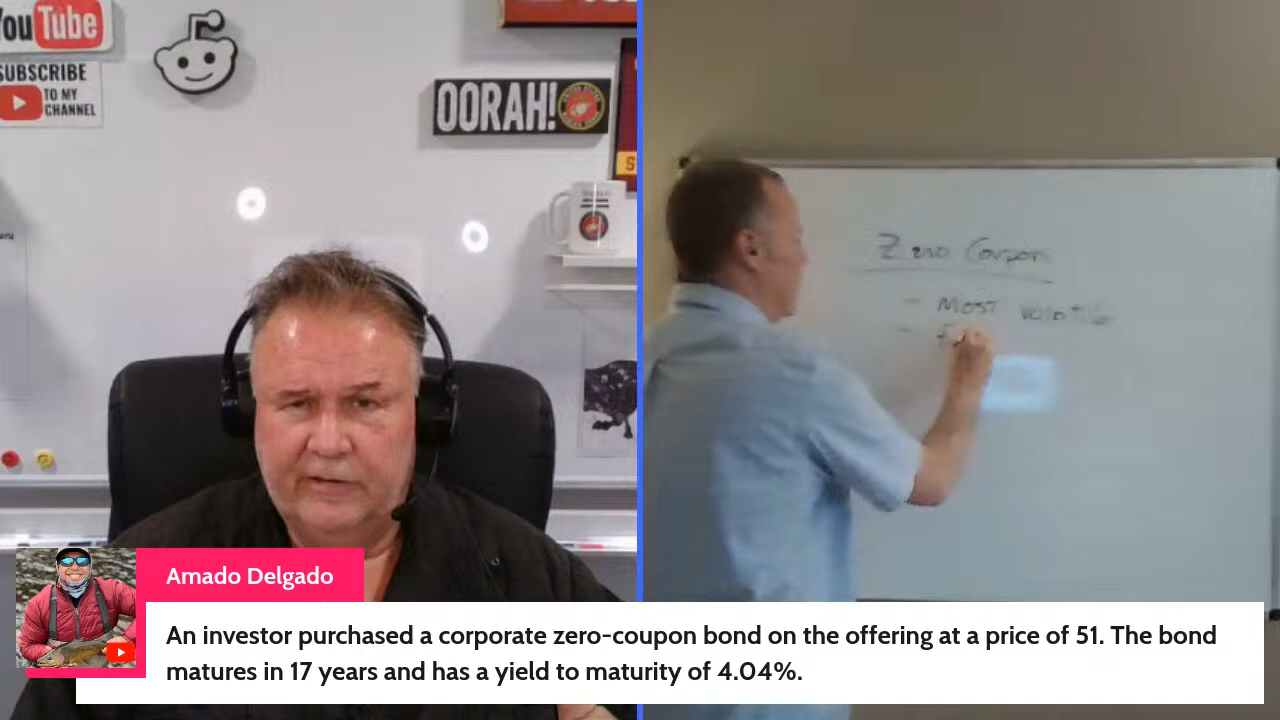 YouTube
SUBSCRIBE
TO MY
CHANNEL
OORAH!
Zero Coupon
- Most volatile
-
Amado Delgado
An investor purchased a corporate zero-coupon bond on the offering at a price of 51. The bond
matures in 17 years and has a yield to maturity of 4.04%.